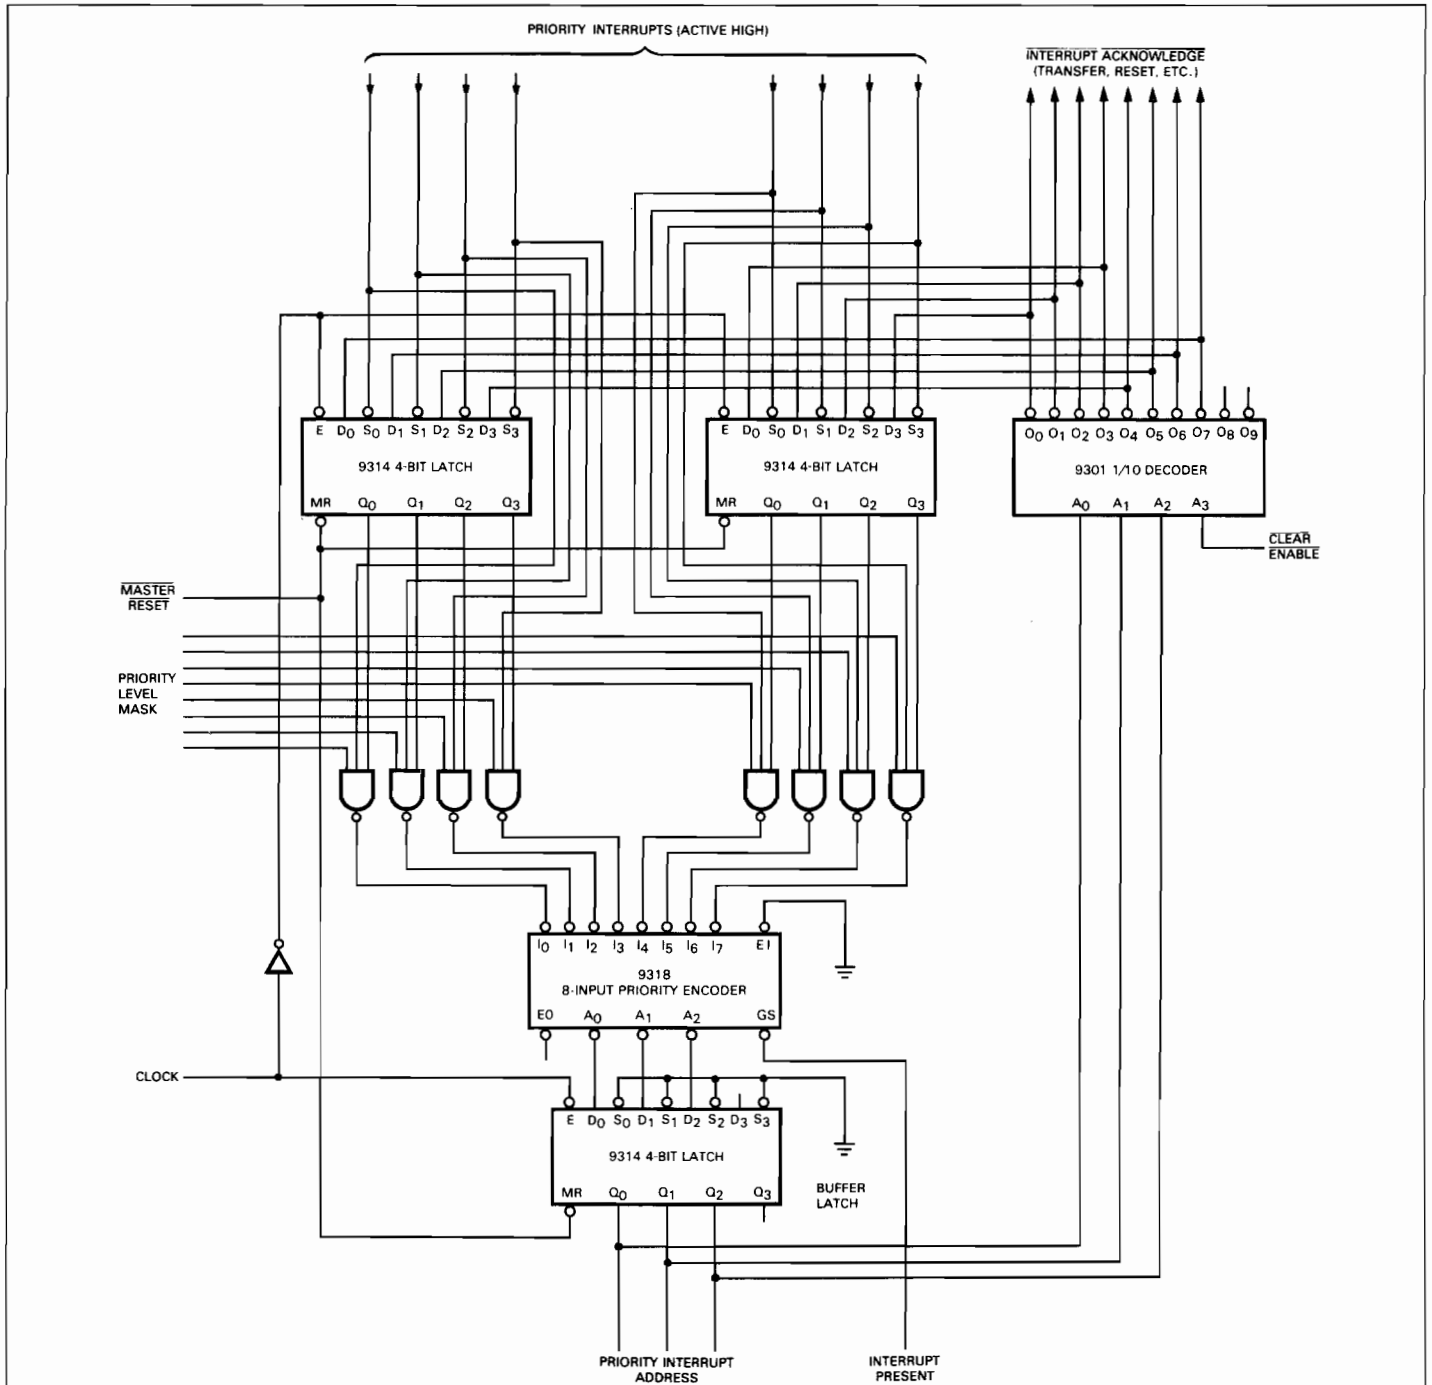 PRIORITY INTERRUPTS (ACTIVE HIGH)
INTERRUPT ACKNOWLEDGE
(TRANSFER, RESET, ETC.)
E D0 S0 D1 S1 D2 S2 D3 S3
9314 4-BIT LATCH
MR Q0 Q1 Q2 Q3
E D0 S0 D1 S1 D2 S2 D3 S3
9314 4-BIT LATCH
MR Q0 Q1 Q2 Q3
O0 O1 O2 O3 O4 O5 O6 O7 O8 O9
9301 1/10 DECODER
A0 A1 A2 A3
CLEAR
ENABLE
MASTER
RESET
PRIORITY
LEVEL
MASK
I0 I1 I2 I3 I4 I5 I6 I7 EI
9318
8-INPUT PRIORITY ENCODER
EO A0 A1 A2 GS
CLOCK
E D0 S0 D1 S1 D2 S2 D3 S3
9314 4-BIT LATCH
MR Q0 Q1 Q2 Q3
BUFFER
LATCH
PRIORITY INTERRUPT
ADDRESS
INTERRUPT
PRESENT